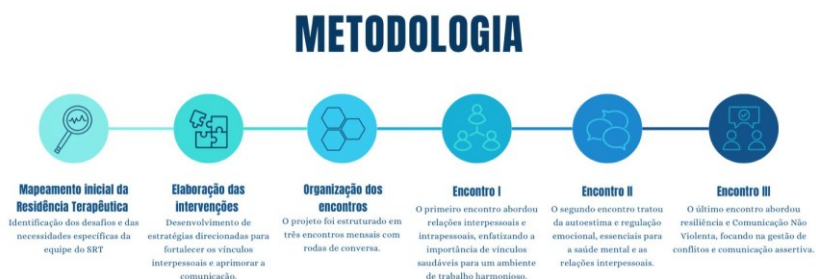 METODOLOGIA
Mapeamento inicial da
Residência Terapêutica
Identificação dos desafios e das
necessidades específicas da
equipe do SRT
Elaboração das
intervenções
Desenvolvimento de
estratégias direcionadas para
fortalecer os vínculos
interpessoais e aprimorar a
comunicação.
Organização dos
encontros
O projeto foi estruturado em
três encontros mensais com
rodas de conversa.
Encontro I
O primeiro encontro abordou
relações interpessoais e
intrapessoais, enfatizando a
importância de vínculos
saudáveis para um ambiente
de trabalho harmonioso.
Encontro II
O segundo encontro tratou
da autoestima e regulação
emocional, essenciais para
a saúde mental e as
relações interpessoais.
Encontro III
O último encontro abordou
resiliência e Comunicação Não
Violenta, focando na gestão de
conflitos e comunicação assertiva.